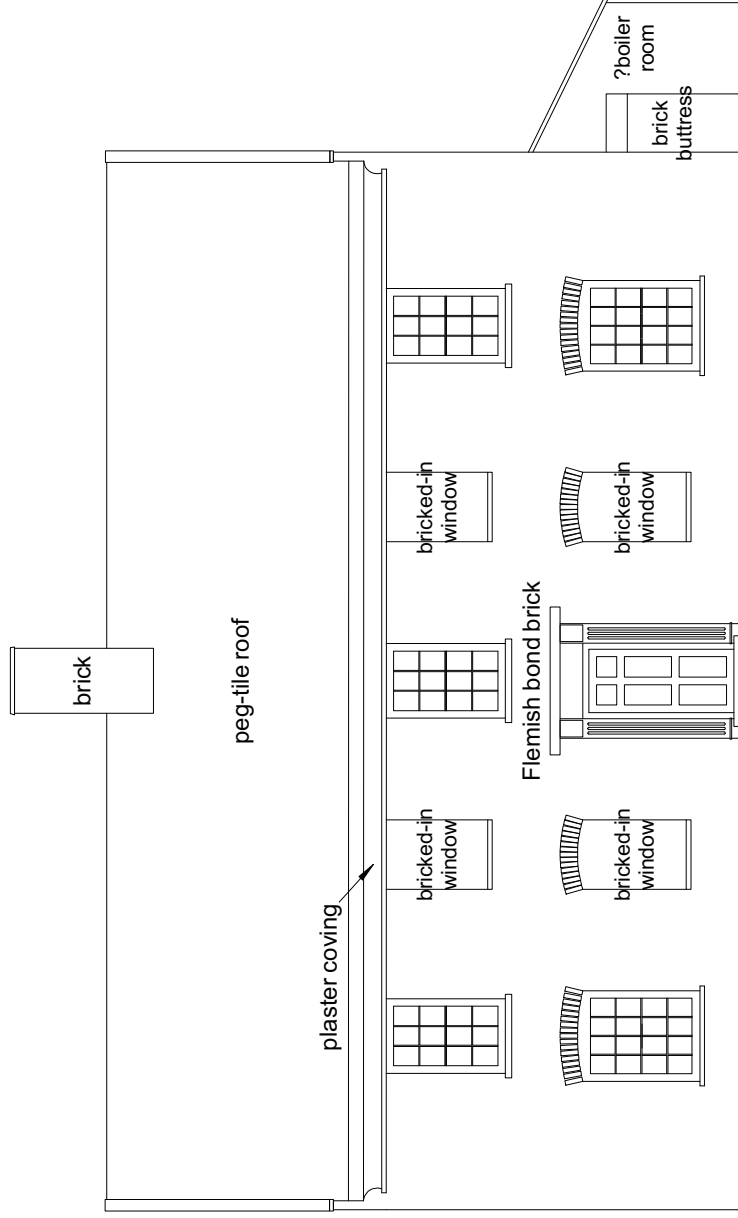 brick
peg-tile roof
plaster coving
bricked-in
window
bricked-in
window
Flemish bond brick
bricked-in
window
bricked-in
window
?boiler
room
brick
buttress